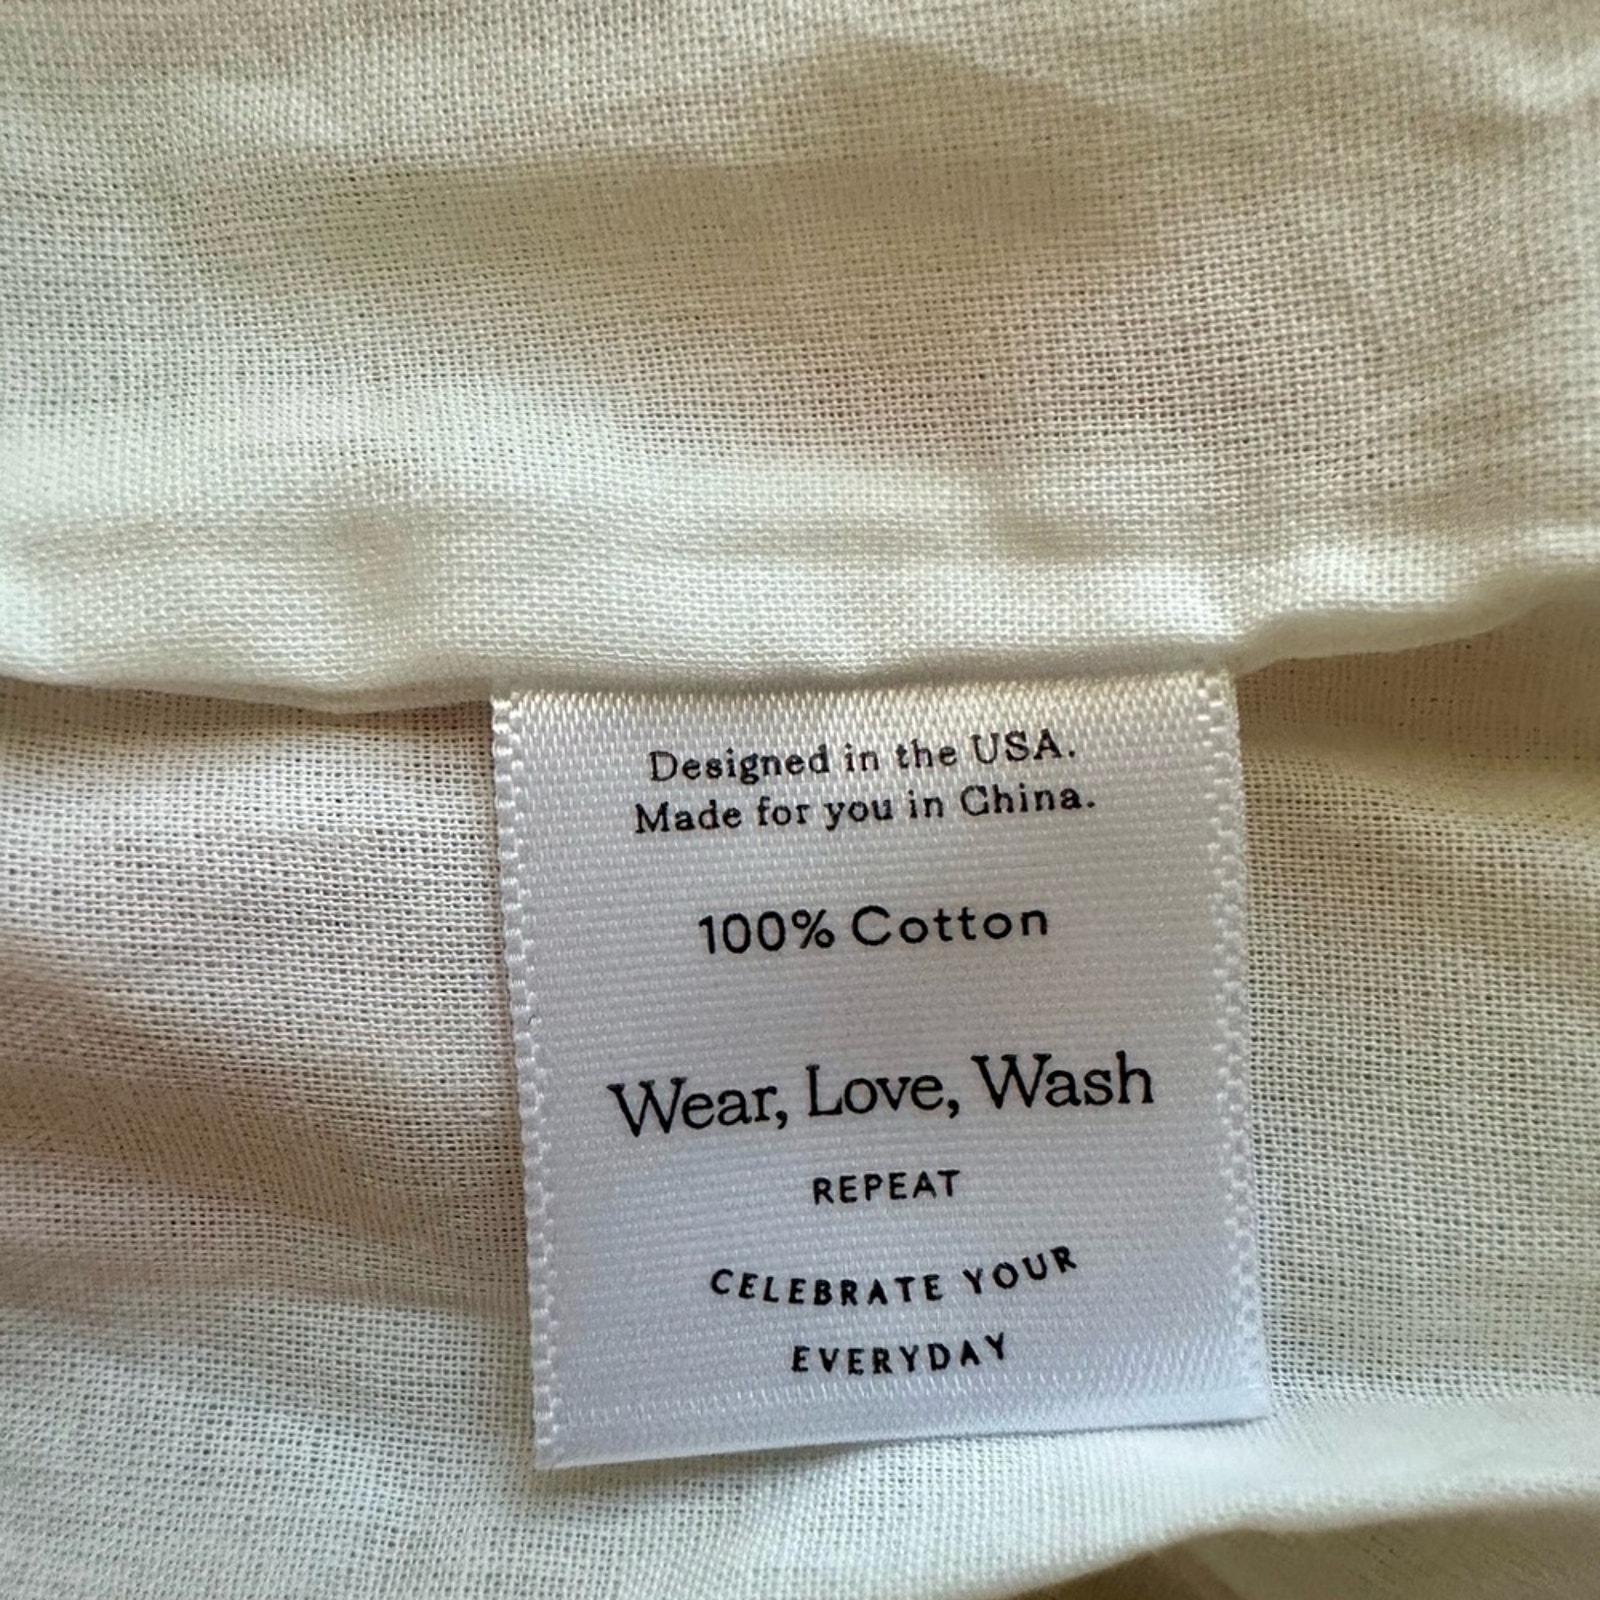 Designed in the USA.
Made for you in China.
100% Cotton
Wear, Love, Wash
REPEAT
CELEBRATE YOUR
EVERYDAY